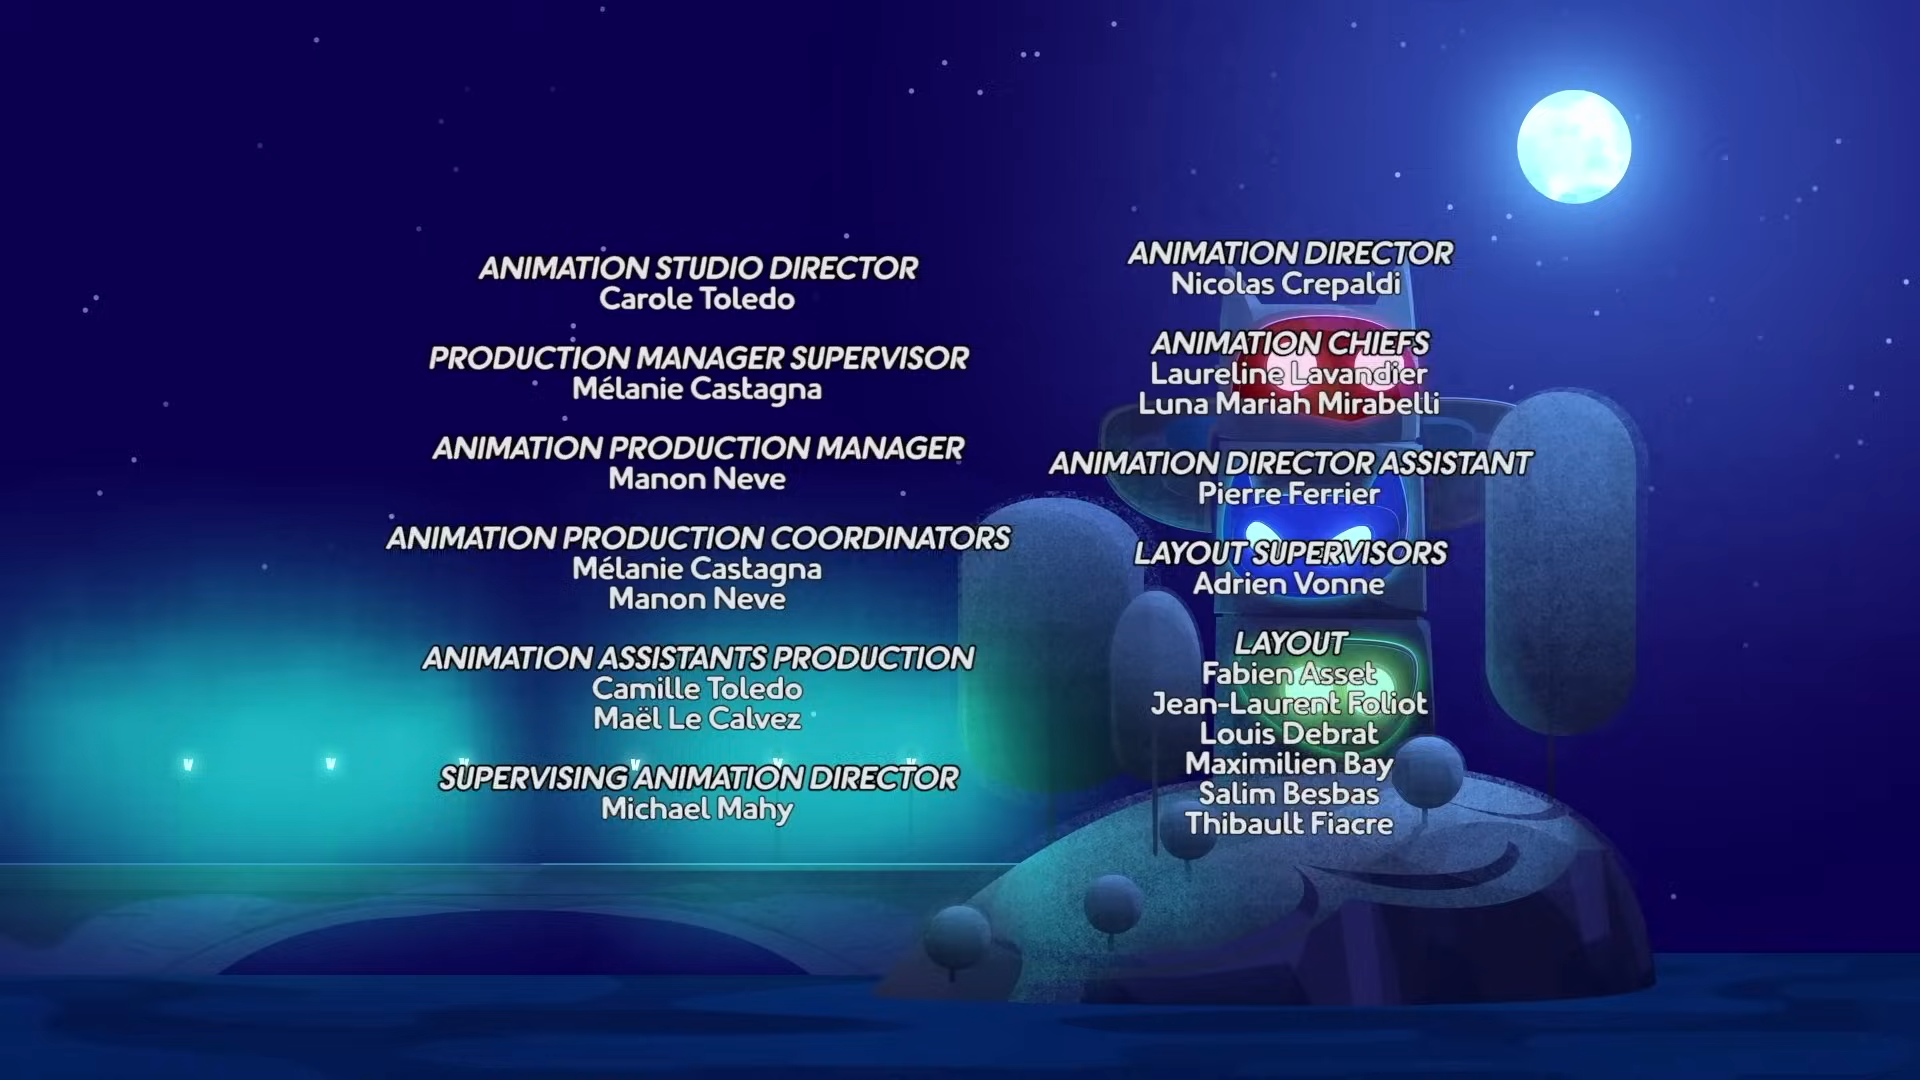 ANIMATION STUDIO DIRECTOR
Carole Toledo
PRODUCTION MANAGER SUPERVISOR
Mélanie Castagna
ANIMATION PRODUCTION MANAGER
Manon Neve
ANIMATION PRODUCTION COORDINATORS
Mélanie Castagna
Manon Neve
ANIMATION ASSISTANTS PRODUCTION
Camille Toledo
Maël Le Calvez
SUPERVISING ANIMATION DIRECTOR
Michael Mahy
ANIMATION DIRECTOR
Nicolas Crepaldi
ANIMATION CHIEFS
Laureline Lavandier
Luna Mariah Mirabelli
ANIMATION DIRECTOR ASSISTANT
Pierre Ferrier
LAYOUT SUPERVISORS
Adrien Vonne
LAYOUT
Fabien Asset
Jean-Laurent Foliot
Louis Debrat
Maximilien Bay
Salim Besbas
Thibault Fiacre